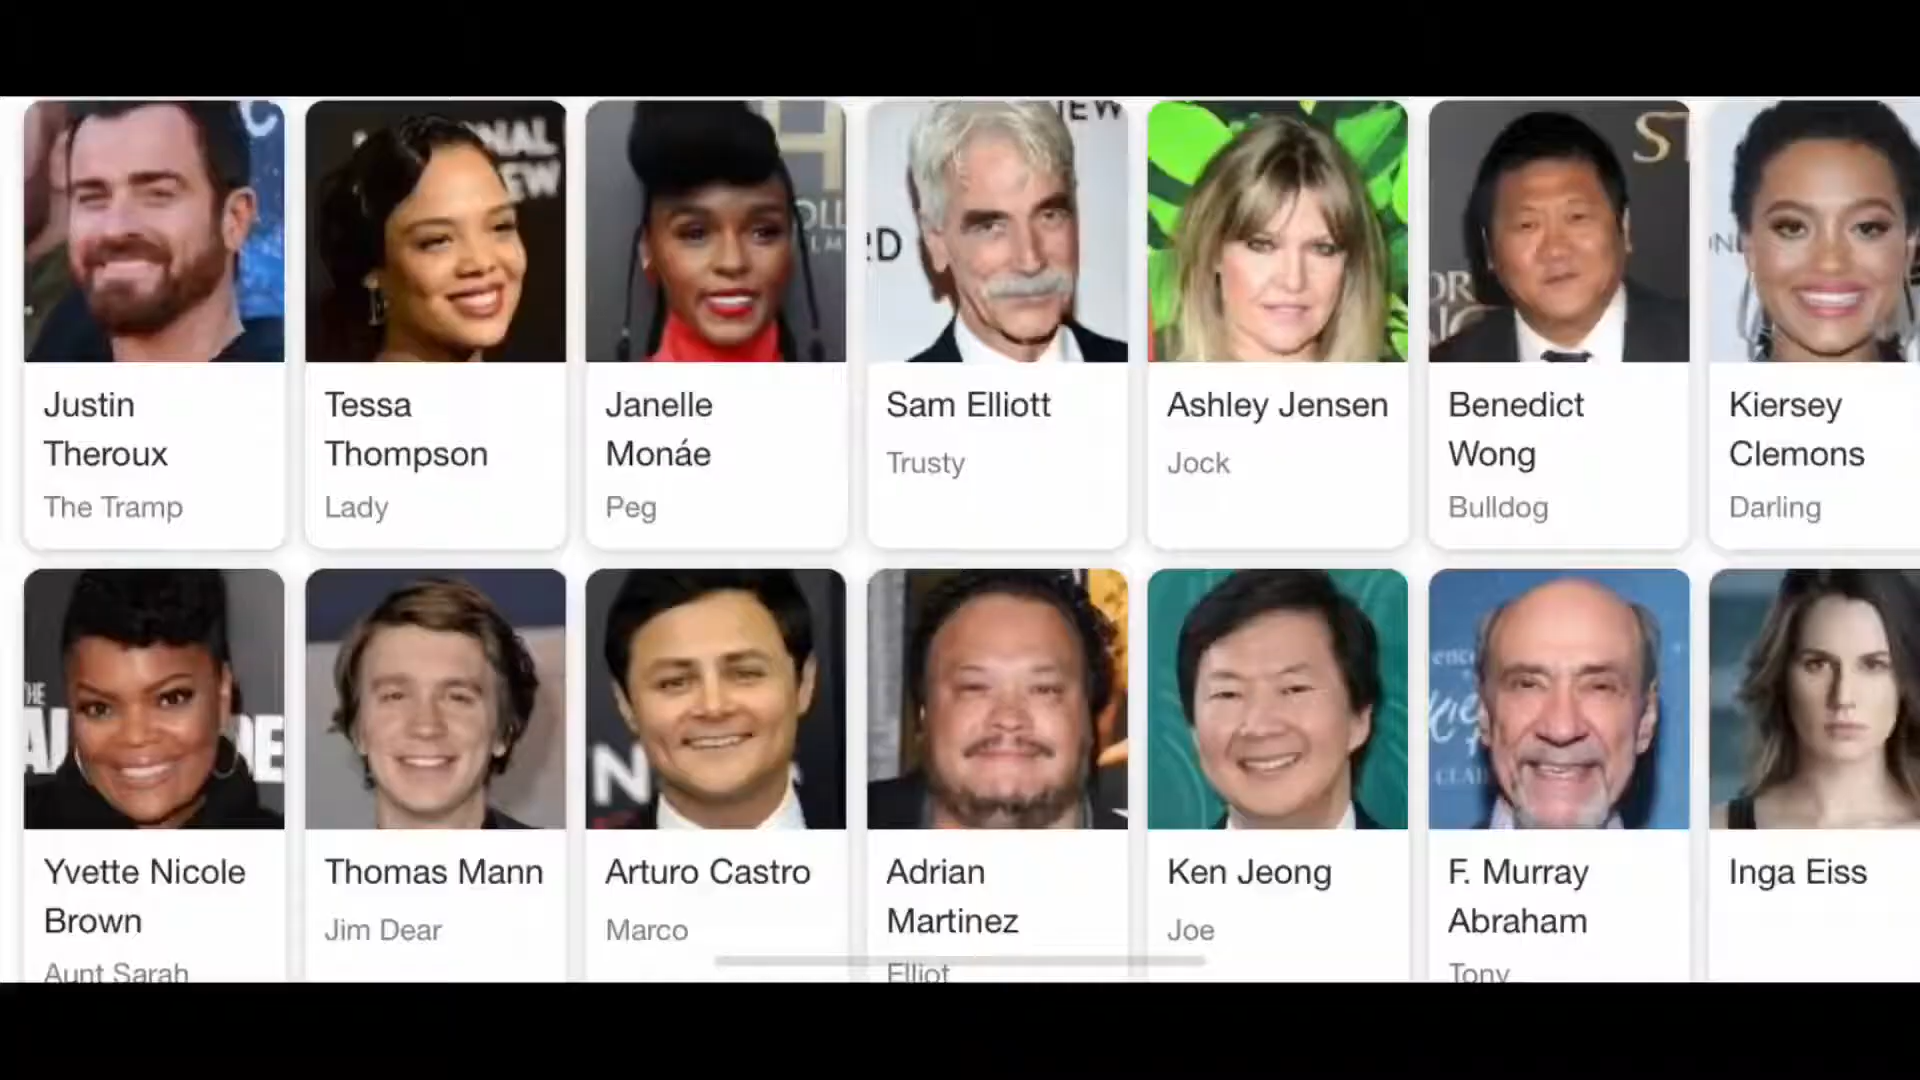 Justin
Theroux
The Tramp
Tessa
Thompson
Lady
Janelle
Monáe
Peg
Sam Elliott
Trusty
Ashley Jensen
Jock
Benedict
Wong
Bulldog
Kiersey
Clemons
Darling
Yvette Nicole
Brown
Aunt Sarah
Thomas Mann
Jim Dear
Arturo Castro
Marco
Adrian
Martinez
Elliot
Ken Jeong
Joe
F. Murray
Abraham
Tony
Inga Eiss